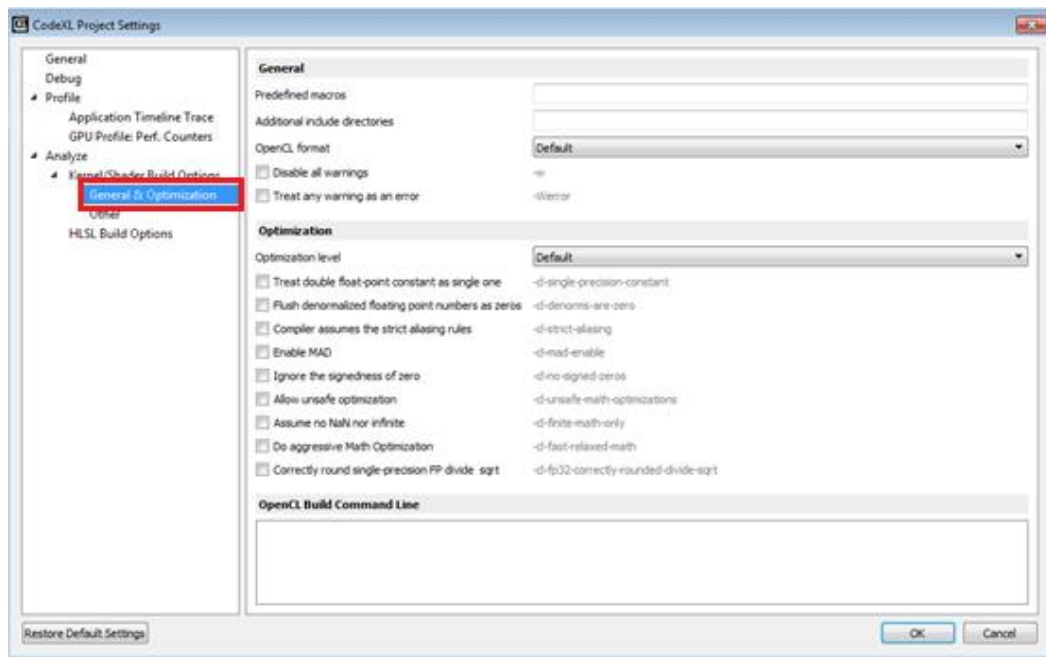 CodeXL Project Settings
General
Debug
Profile
Application Timeline Trace
GPU Profile: Perf. Counters
Analyze
Kernel/Shader Build Options
General & Optimization
Other
HLSL Build Options
General
Predefined macros
Additional include directories
OpenCL format Default
Disable all warnings -w
Treat any warning as an error -Werror
Optimization
Optimization level Default
Treat double float-point constant as single one -cl-single-precision-constant
Flush denormalized floating point numbers as zeros -cl-denorms-are-zero
Compiler assumes the strict aliasing rules -cl-strict-aliasing
Enable MAD -cl-mad-enable
Ignore the signedness of zero -cl-no-signed-zeros
Allow unsafe optimization -cl-unsafe-math-optimizations
Assume no NaN nor infinite -cl-finite-math-only
Do aggressive Math Optimization -cl-fast-relaxed-math
Correctly round single-precision FP divide sqrt -cl-fp32-correctly-rounded-divide-sqrt
OpenCL Build Command Line
Restore Default Settings OK Cancel